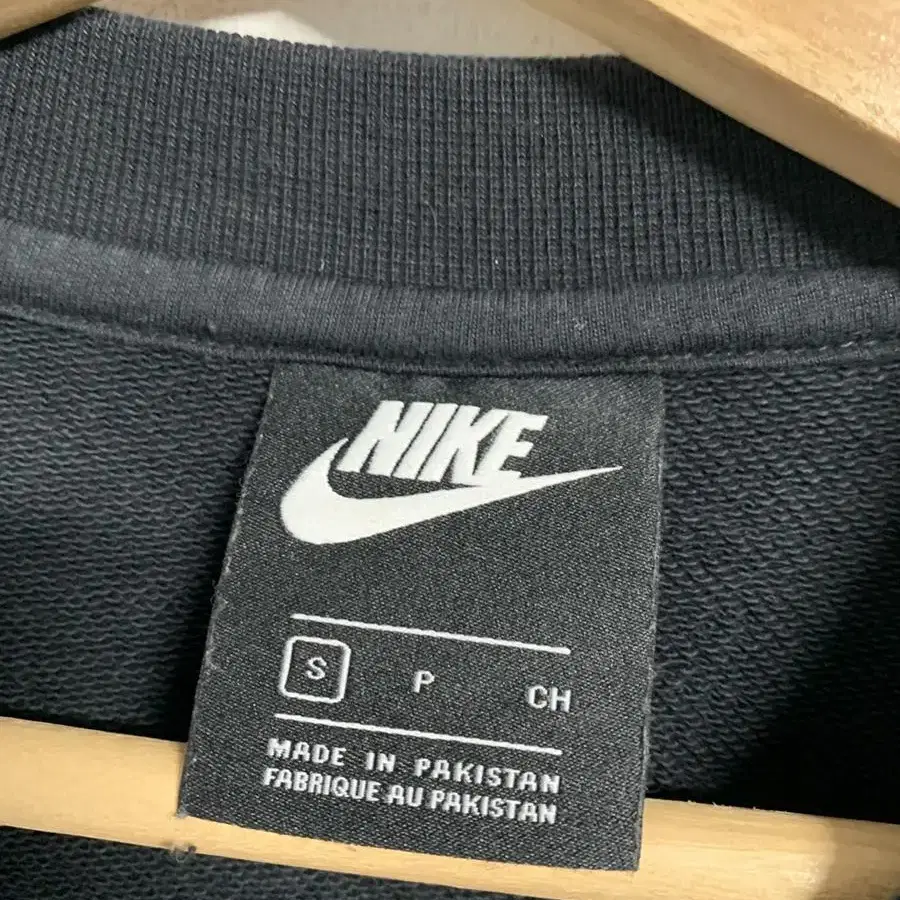 NIKE
S P CH
MADE IN PAKISTAN
FABRIQUE AU PAKISTAN